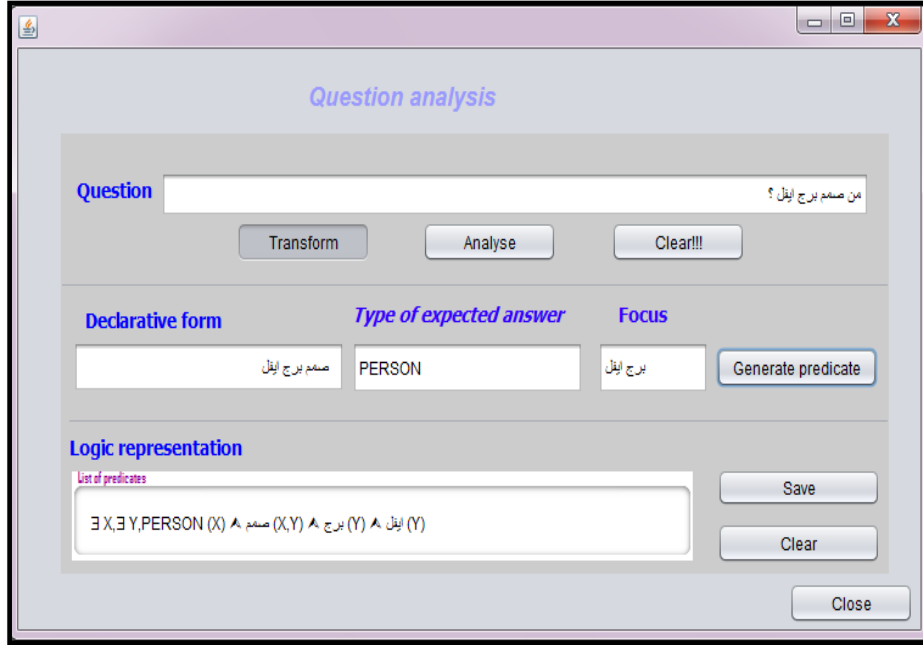 Question analysis
Question من صمم برج ايفل ؟
Transform Analyse Clear!!!
Declarative form Type of expected answer Focus
صمم برج ايفل PERSON برج ايفل Generate predicate
Logic representation
List of predicates
∃ X,∃ Y,PERSON (X) ⋏ صمم (X,Y) ⋏ برج (Y) ⋏ ايفل (Y)
Save
Clear
Close